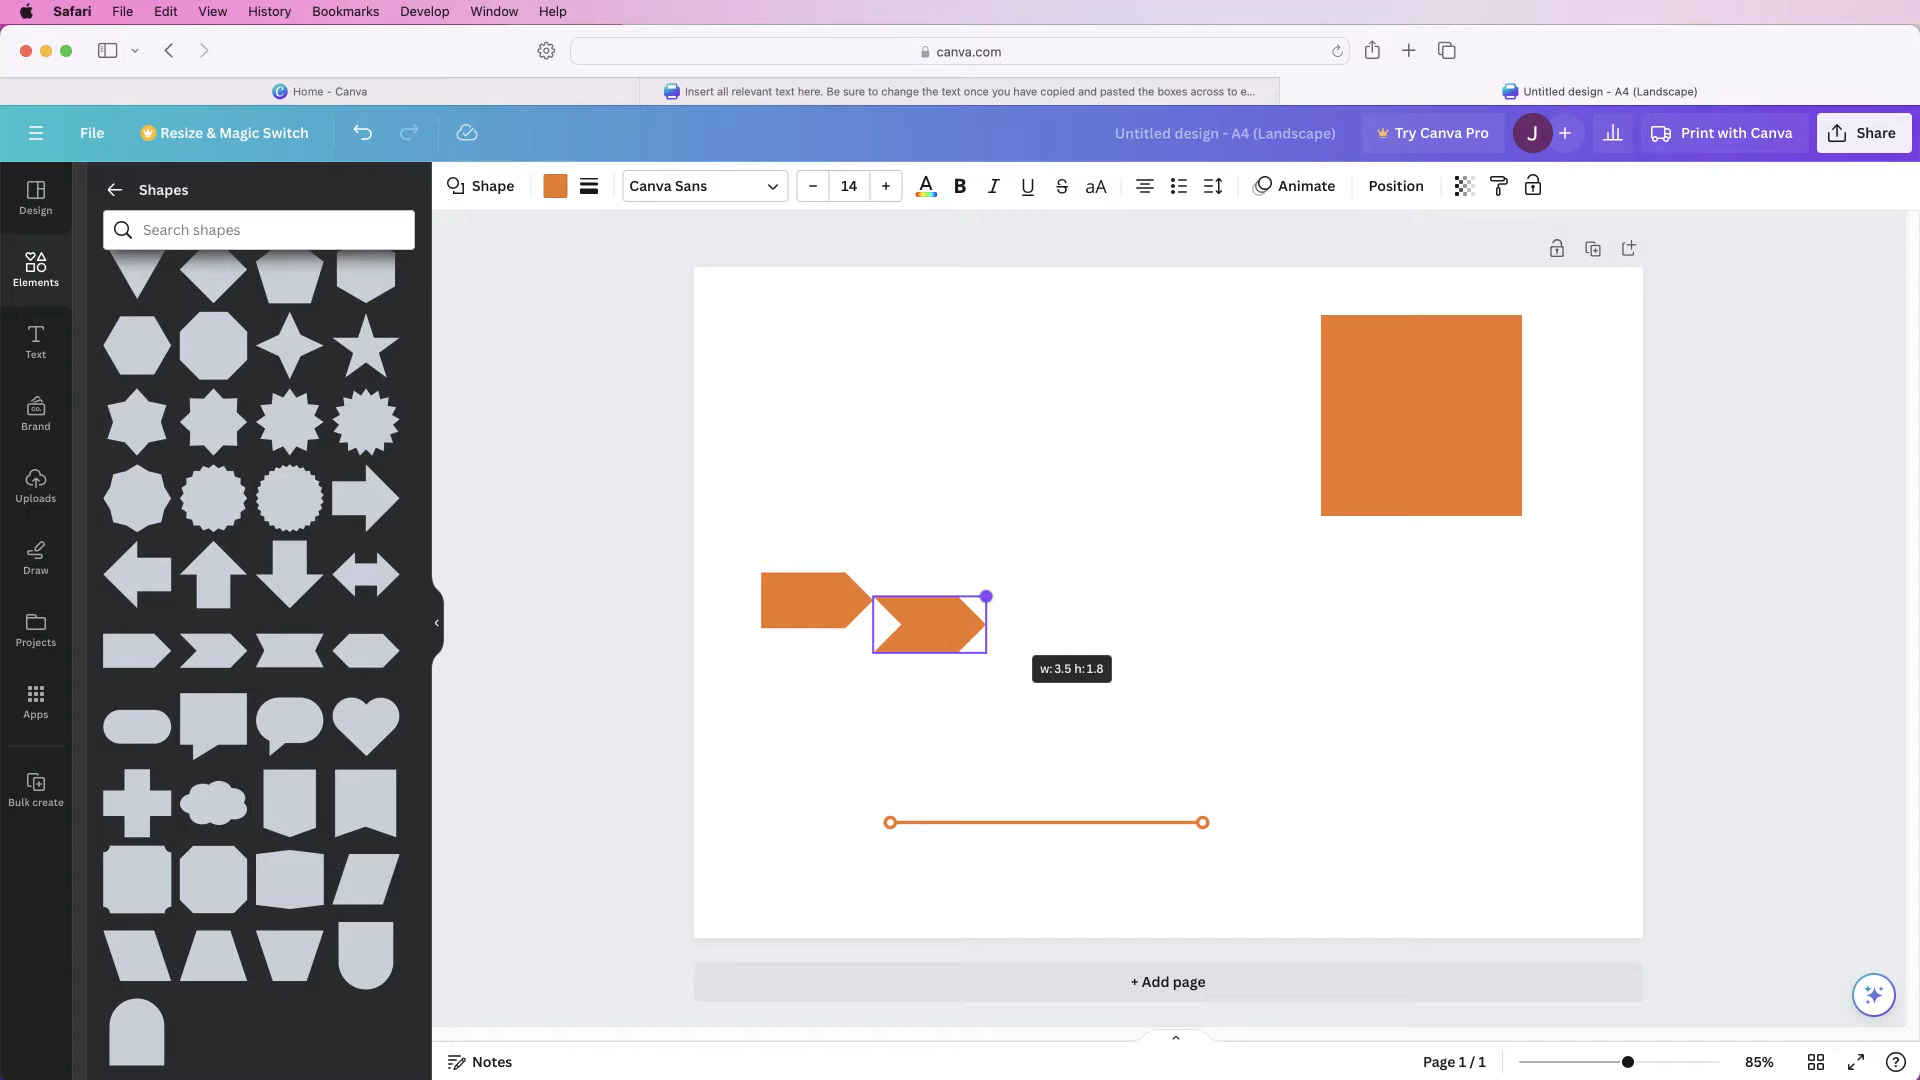 Safari File Edit View History Bookmarks Develop Window Help
canva.com
Home - Canva
Insert all relevant text here. Be sure to change the text once you have copied and pasted the boxes across to e...
Untitled design - A4 (Landscape)
File Resize & Magic Switch
Untitled design - A4 (Landscape)
Try Canva Pro
J
Print with Canva
Share
Design
Elements
Text
CO.
Brand
Uploads
Draw
Projects
Apps
Bulk create
Shapes
Search shapes
Shape
Canva Sans
− 14 +
A B I U S aA
Animate
Position
w: 3.5 h: 1.8
+ Add page
Notes
Page 1 / 1
85%